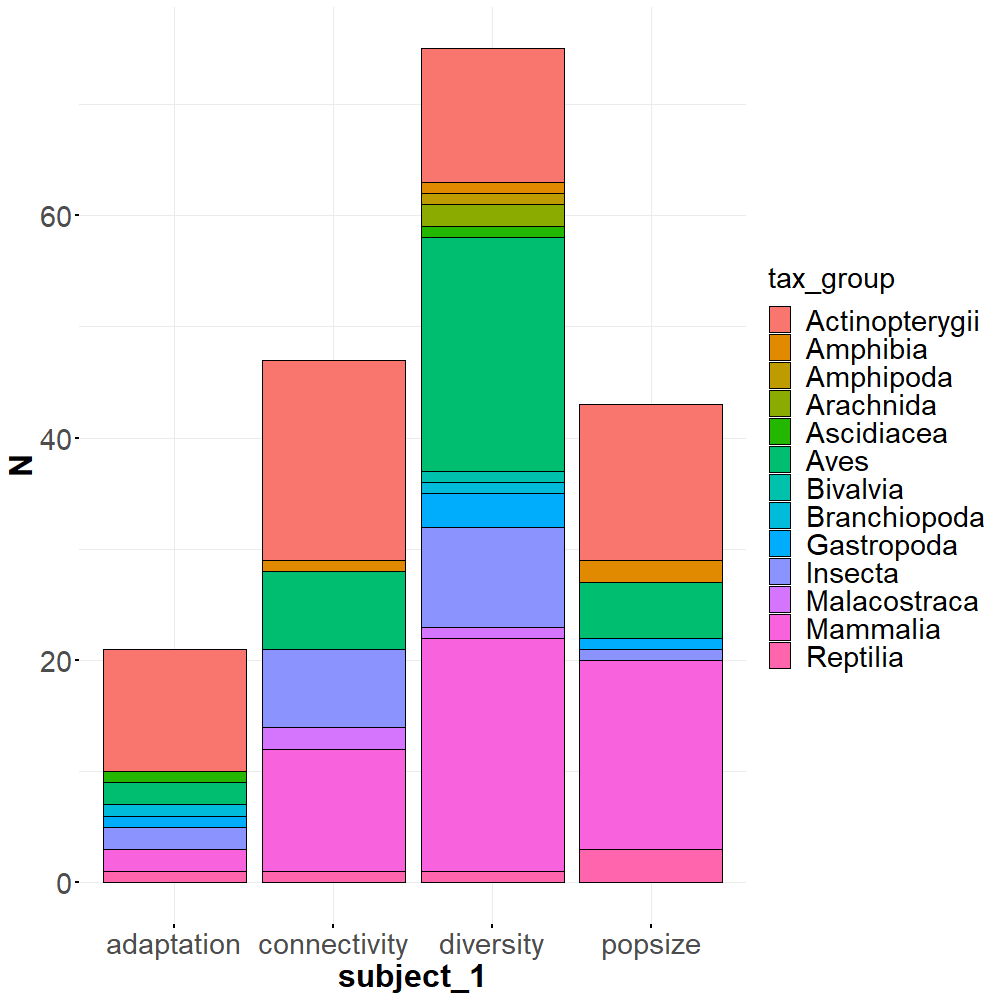 60
40
20
0
N
adaptation connectivity diversity popsize
subject_1
tax_group
Actinopterygii
Amphibia
Amphipoda
Arachnida
Ascidiacea
Aves
Bivalvia
Branchiopoda
Gastropoda
Insecta
Malacostraca
Mammalia
Reptilia